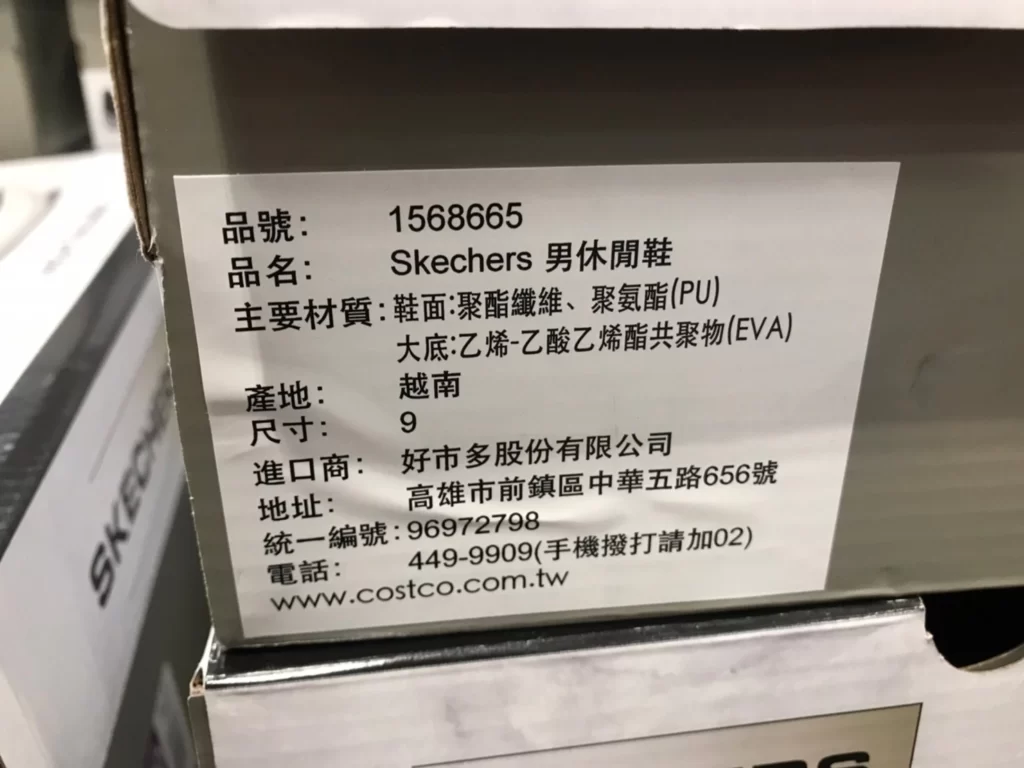 品號： 1568665
品名： Skechers 男休閒鞋
主要材質：鞋面:聚酯纖維、聚氨酯(PU)
大底:乙烯-乙酸乙烯酯共聚物(EVA)
產地： 越南
尺寸： 9
進口商： 好市多股份有限公司
地址： 高雄市前鎮區中華五路656號
統一編號：96972798
電話： 449-9909(手機撥打請加02)
www.costco.com.tw
SKECHE